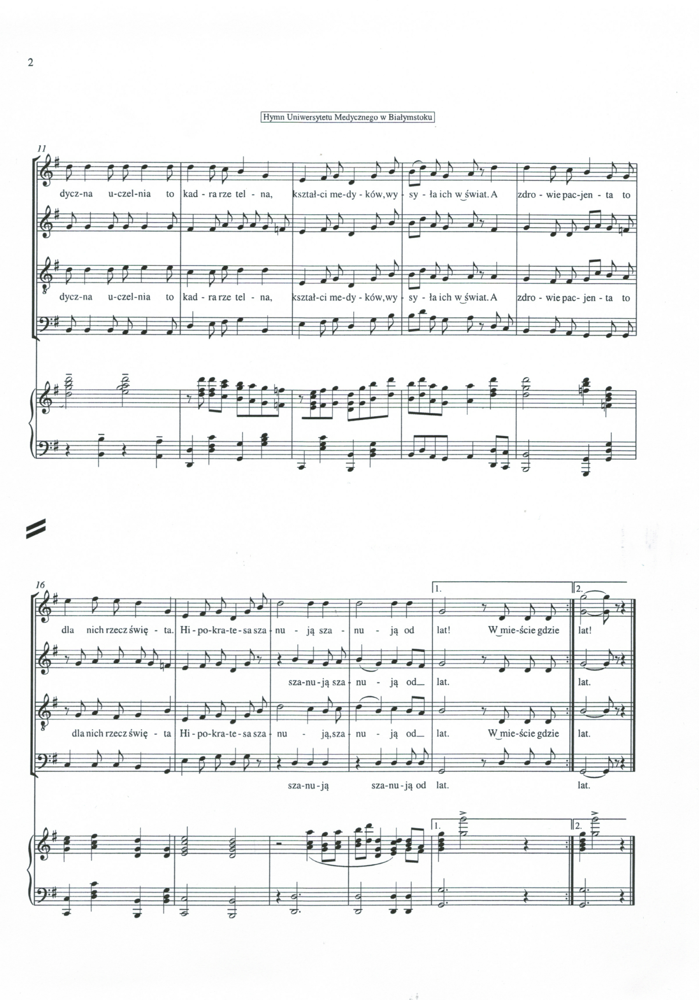 2
Hymn Uniwersytetu Medycznego w Białymstoku
11
dycz-na u-czel-nia to kad - ra rze tel - na, kształ-ci me-dy - ków, wy - sy - ła ich w‿świat. A zdro - wie pac-jen - ta to
dycz-na u-czel-nia to kad - ra rze tel - na, kształ-ci me-dy - ków, wy - sy - ła ich w‿świat. A zdro - wie pac- jen - ta to
16
1. 2.
dla nich rzecz świę - ta. Hi - po-kra-te-sa sza - nu - ją sza - nu - ją od lat! W‿mie-ście gdzie lat!
sza-nu-ją sza - nu - ją od__ lat. lat.
dla nich rzecz świę - ta Hi - po-kra-te-sa sza - nu - ją, sza - nu - ją od__ lat. W‿mie-ście gdzie lat.
sza-nu-ją sza-nu-ją od lat. lat.
1. 2.